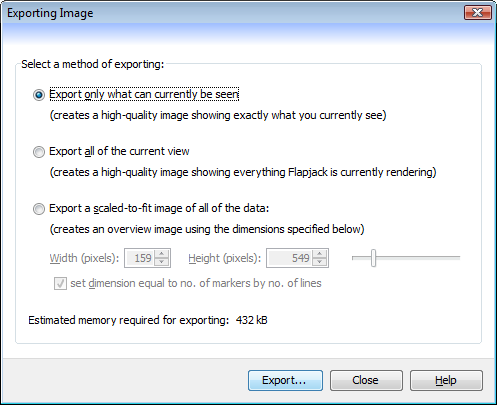 Exporting Image
Select a method of exporting:
Export only what can currently be seen
(creates a high-quality image showing exactly what you currently see)
Export all of the current view
(creates a high-quality image showing everything Flapjack is currently rendering)
Export a scaled-to-fit image of all of the data:
(creates an overview image using the dimensions specified below)
Width (pixels): 159 Height (pixels): 549
set dimension equal to no. of markers by no. of lines
Estimated memory required for exporting: 432 kB
Export... Close Help